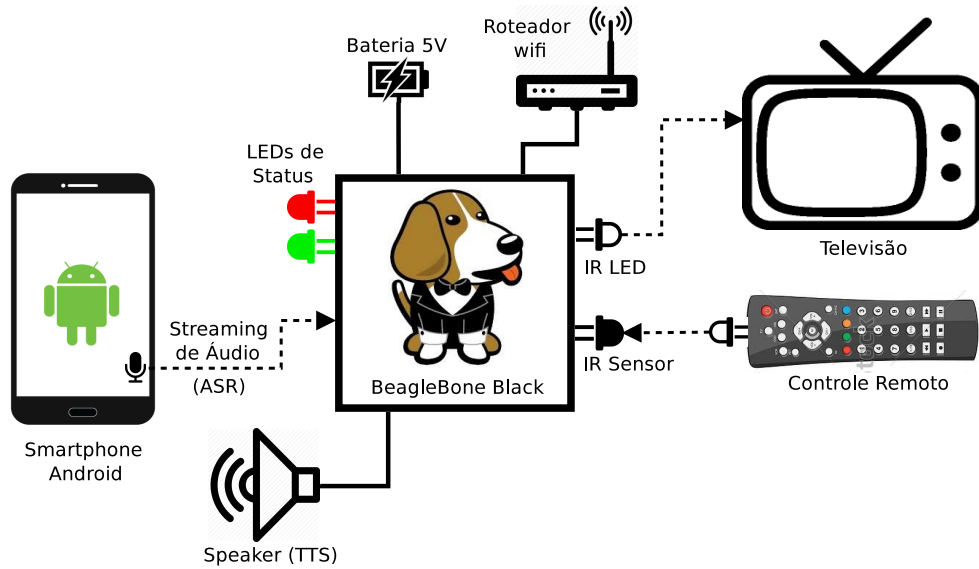 Bateria 5V
Roteador
wifi
LEDs de
Status
Televisão
IR LED
Streaming
de Áudio
(ASR)
IR Sensor
BeagleBone Black
Controle Remoto
Smartphone
Android
Speaker (TTS)